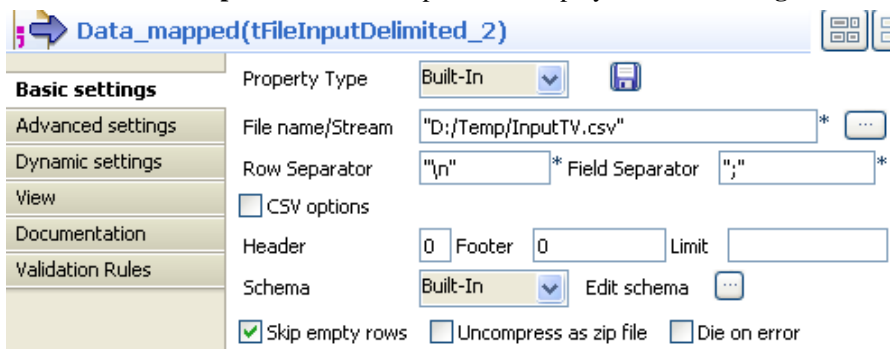 Data_mapped(tFileInputDelimited_2)
Basic settings
Advanced settings
Dynamic settings
View
Documentation
Validation Rules
Property Type Built-In
File name/Stream "D:/Temp/InputTV.csv" * ...
Row Separator "\n" * Field Separator ";" *
CSV options
Header 0 Footer 0 Limit
Schema Built-In Edit schema ...
Skip empty rows Uncompress as zip file Die on error